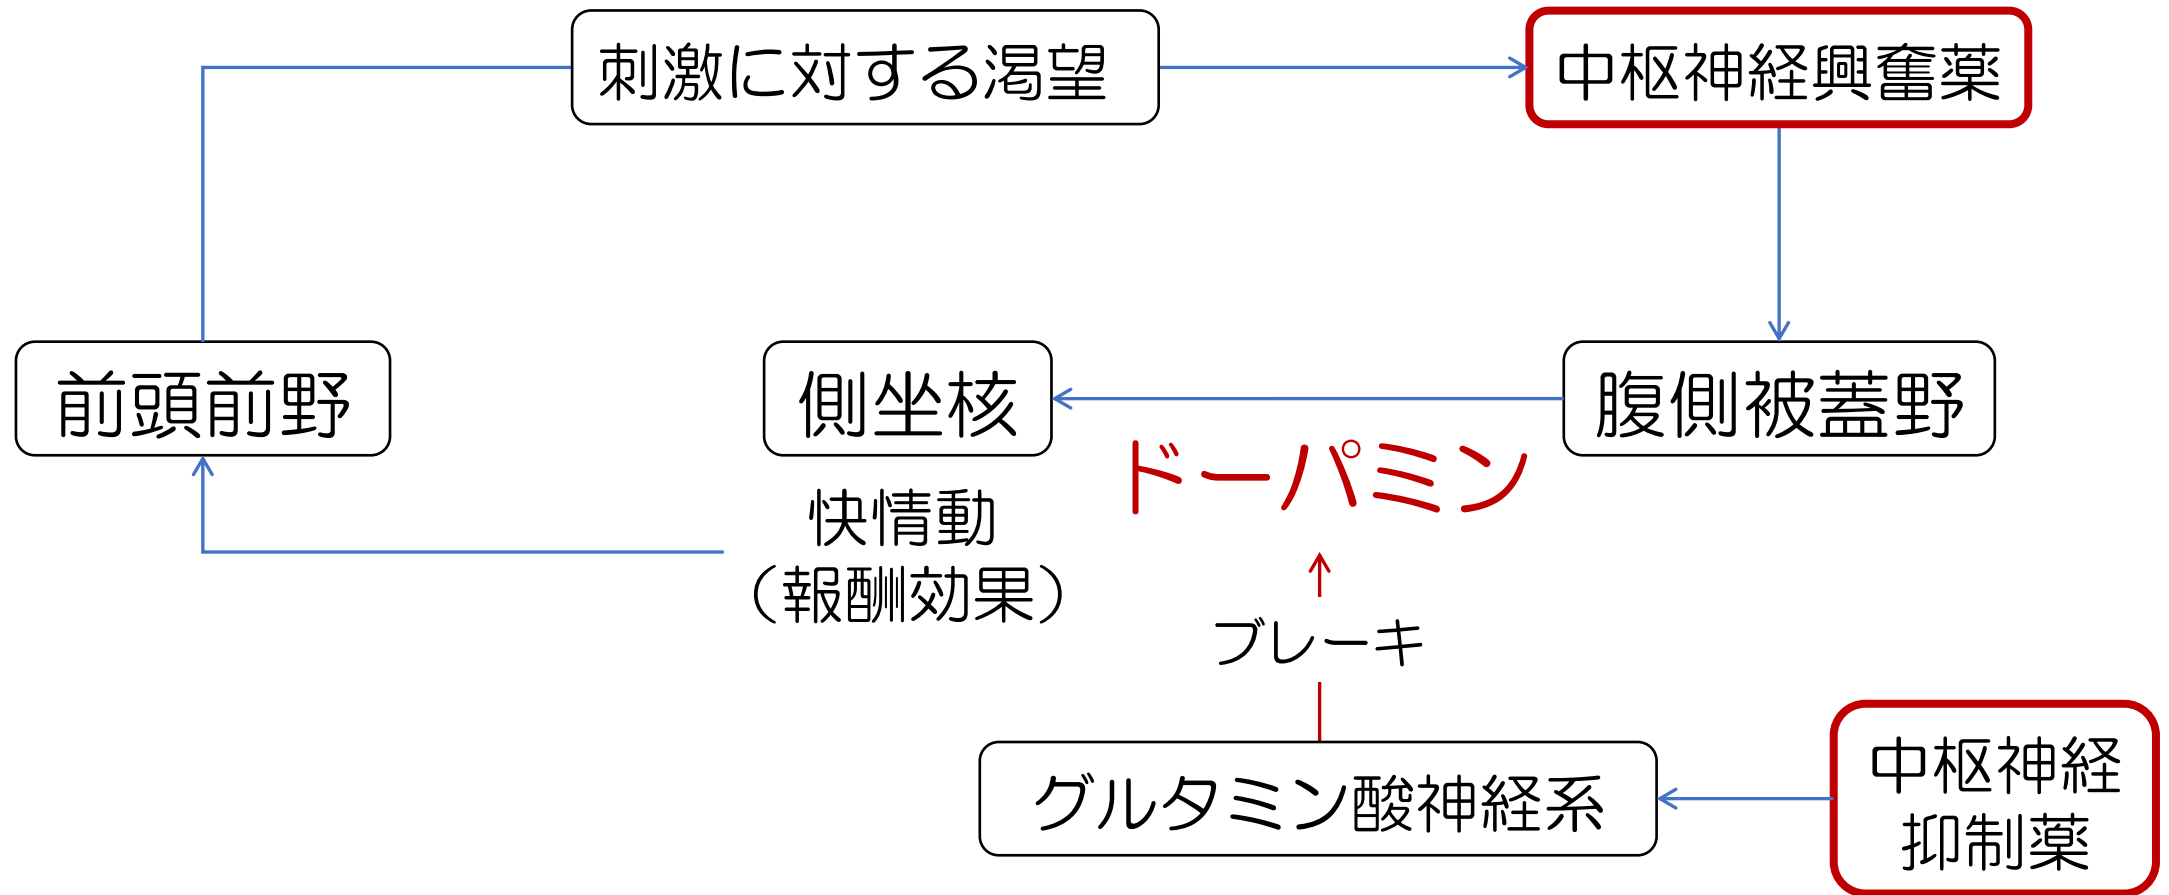 刺激に対する渇望
中枢神経興奮薬
前頭前野
側坐核
腹側被蓋野
ドーパミン
快情動
（報酬効果）
ブレーキ
グルタミン酸神経系
中枢神経
抑制薬